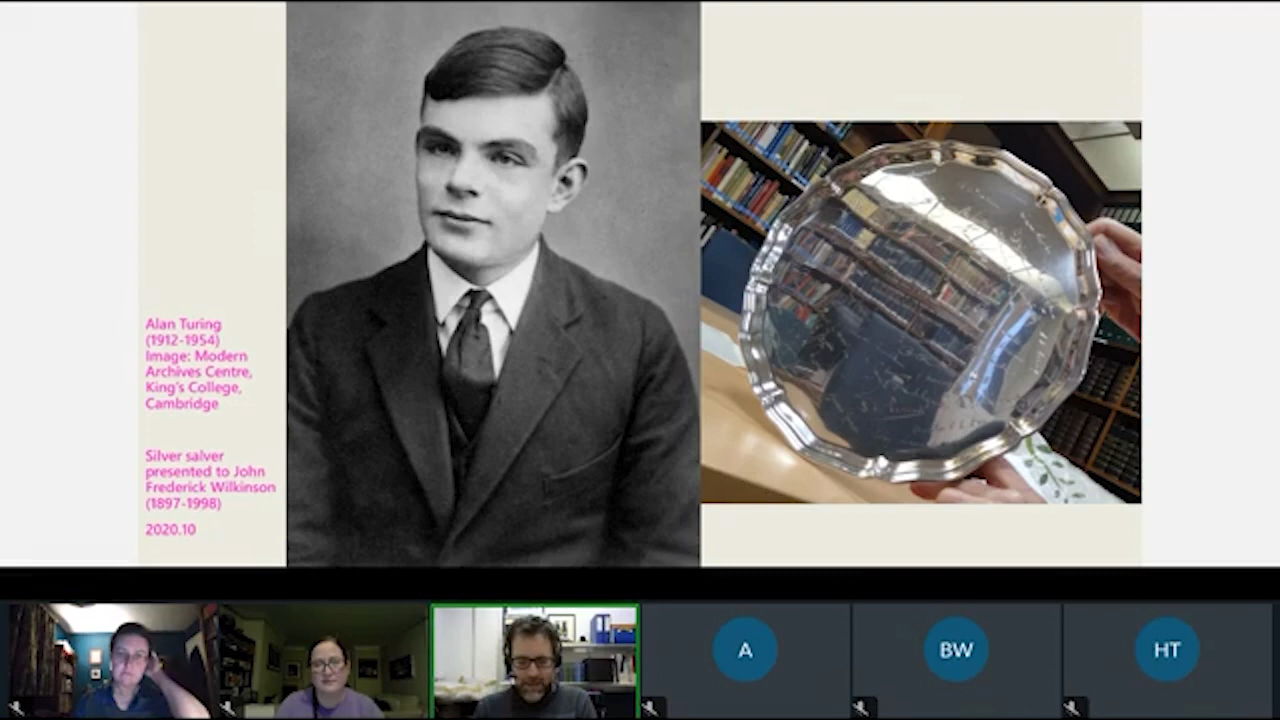 Alan Turing
(1912-1954)
Image: Modern
Archives Centre,
King's College,
Cambridge
Silver salver
presented to John
Frederick Wilkinson
(1897-1998)
2020.10
A
BW
HT